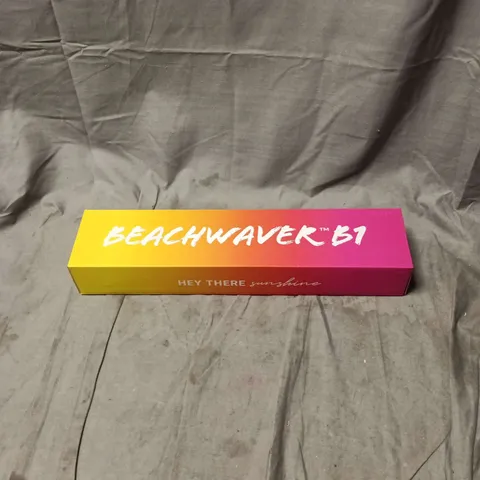 BEACHWAVER™ B1
HEY THERE sunshine